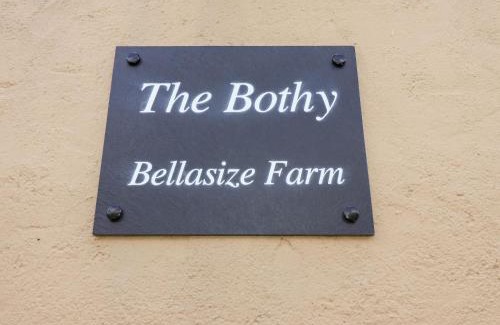 The Bothy
Bellasize Farm